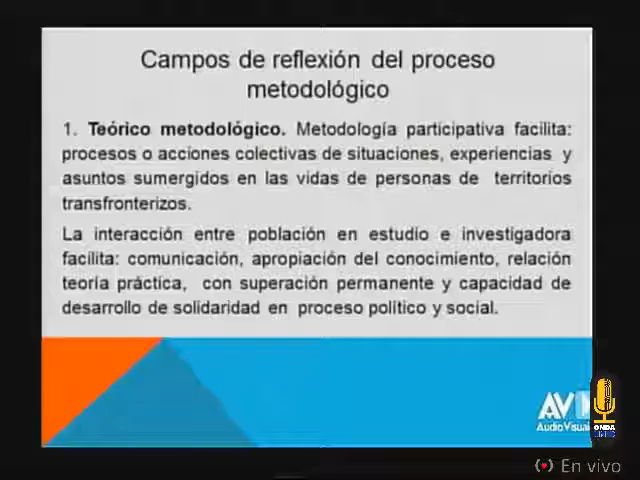 Campos de reflexión del proceso
metodológico
1. Teórico metodológico. Metodología participativa facilita:
procesos o acciones colectivas de situaciones, experiencias y
asuntos sumergidos en las vidas de personas de territorios
transfronterizos.
La interacción entre población en estudio e investigadora
facilita: comunicación, apropiación del conocimiento, relación
teoría práctica, con superación permanente y capacidad de
desarrollo de solidaridad en proceso político y social.
AV
AudioVisual
ONDA
En vivo